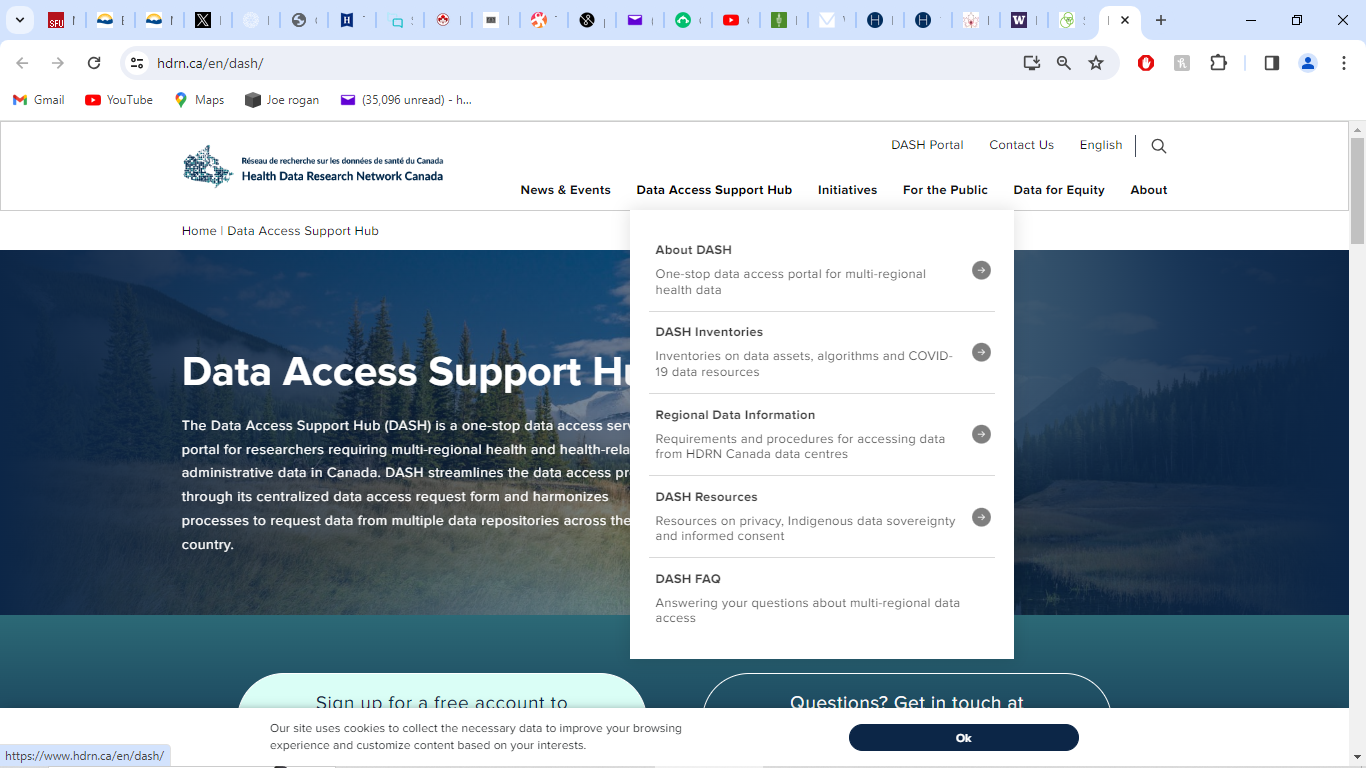 SFU
hdrn.ca/en/dash/
Gmail
YouTube
Maps
Joe rogan
(35,096 unread) - h...
DASH Portal
Contact Us
English
Réseau de recherche sur les données de santé du Canada
Health Data Research Network Canada
News & Events
Data Access Support Hub
Initiatives
For the Public
Data for Equity
About
Home | Data Access Support Hub
About DASH
One-stop data access portal for multi-regional
health data
DASH Inventories
Inventories on data assets, algorithms and COVID-
19 data resources
Regional Data Information
Requirements and procedures for accessing data
from HDRN Canada data centres
DASH Resources
Resources on privacy, Indigenous data sovereignty
and informed consent
DASH FAQ
Answering your questions about multi-regional data
access
Data Access Support
The Data Access Support Hub (DASH) is a one-stop data access
portal for researchers requiring multi-regional health and
administrative data in Canada. DASH streamlines the data access
through its centralized data access request form and harmonizes
processes to request data from multiple data repositories across the
country.
Sign up for a free account to
Questions? Get in touch at
Our site uses cookies to collect the necessary data to improve your browsing
experience and customize content based on your interests.
Ok
https://www.hdrn.ca/en/dash/